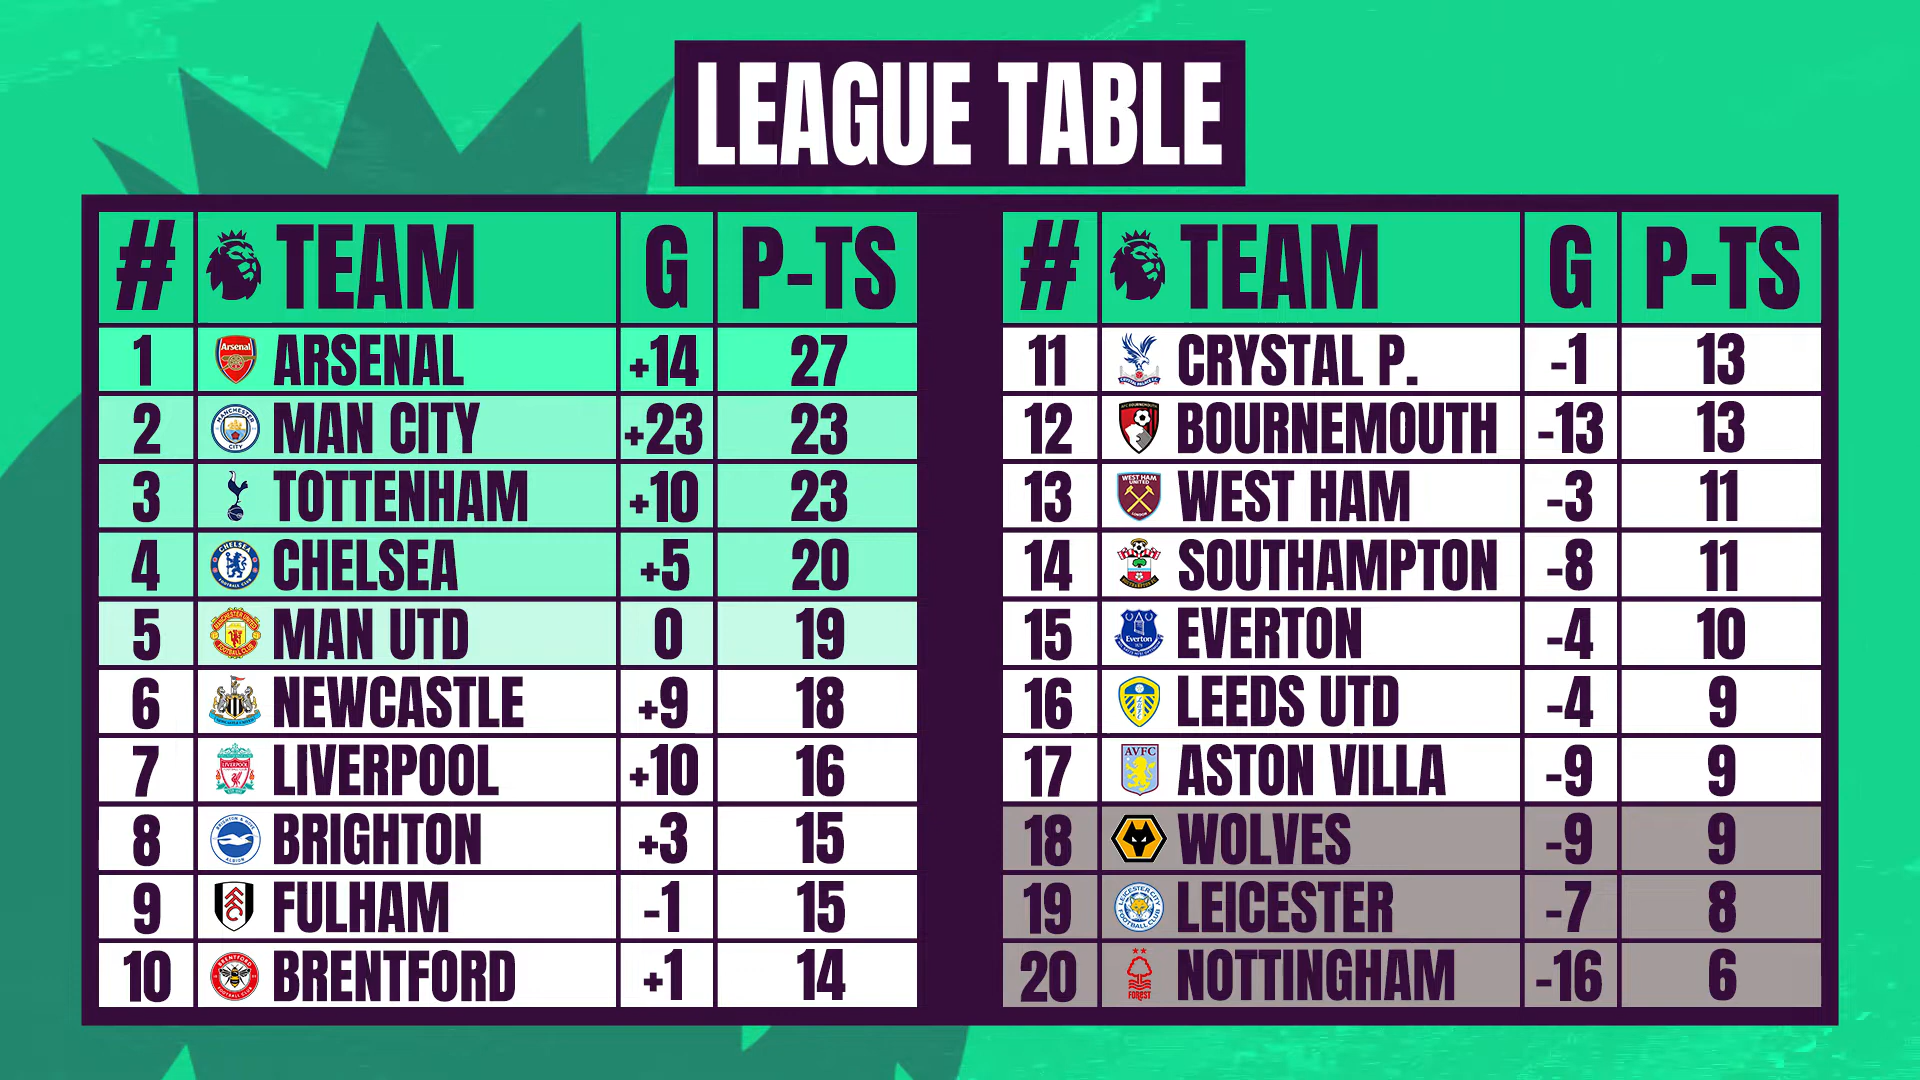 LEAGUE TABLE
# TEAM G P-TS
1 ARSENAL +14 27
2 MAN CITY +23 23
3 TOTTENHAM +10 23
4 CHELSEA +5 20
5 MAN UTD 0 19
6 NEWCASTLE +9 18
7 LIVERPOOL +10 16
8 BRIGHTON +3 15
9 FULHAM -1 15
10 BRENTFORD +1 14
# TEAM G P-TS
11 CRYSTAL P. -1 13
12 BOURNEMOUTH -13 13
13 WEST HAM -3 11
14 SOUTHAMPTON -8 11
15 EVERTON -4 10
16 LEEDS UTD -4 9
17 ASTON VILLA -9 9
18 WOLVES -9 9
19 LEICESTER -7 8
20 NOTTINGHAM -16 6